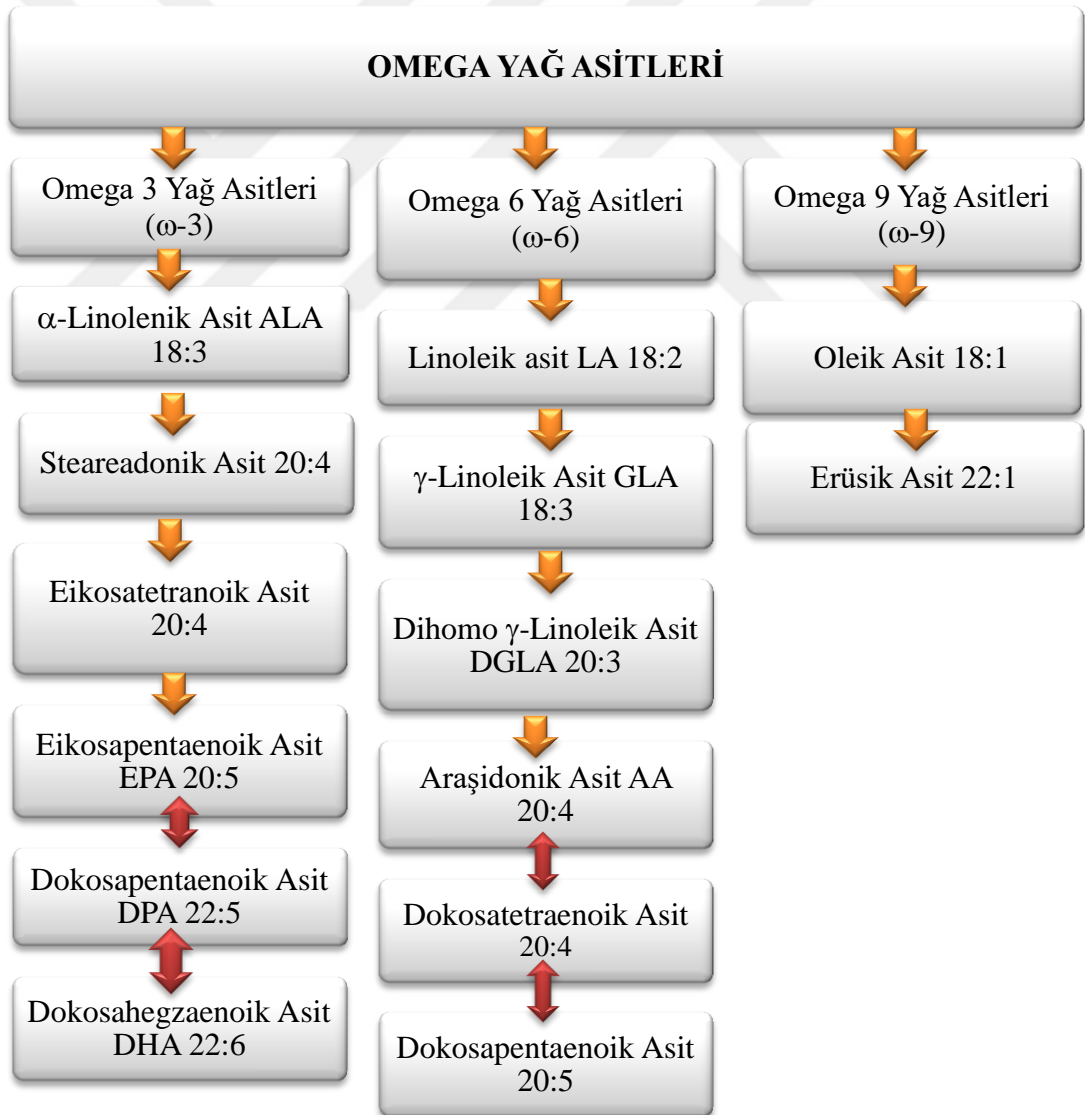 OMEGA YAĞ ASİTLERİ
Omega 3 Yağ Asitleri
(ω-3)
α-Linolenik Asit ALA
18:3
Steareadonik Asit 20:4
Eikosatetranoik Asit
20:4
Eikosapentaenoik Asit
EPA 20:5
Dokosapentaenoik Asit
DPA 22:5
Dokosahegzaenoik Asit
DHA 22:6
Omega 6 Yağ Asitleri
(ω-6)
Linoleik asit LA 18:2
γ-Linoleik Asit GLA
18:3
Dihomo γ-Linoleik Asit
DGLA 20:3
Araşidonik Asit AA
20:4
Dokosatetraenoik Asit
20:4
Dokosapentaenoik Asit
20:5
Omega 9 Yağ Asitleri
(ω-9)
Oleik Asit 18:1
Erüsik Asit 22:1